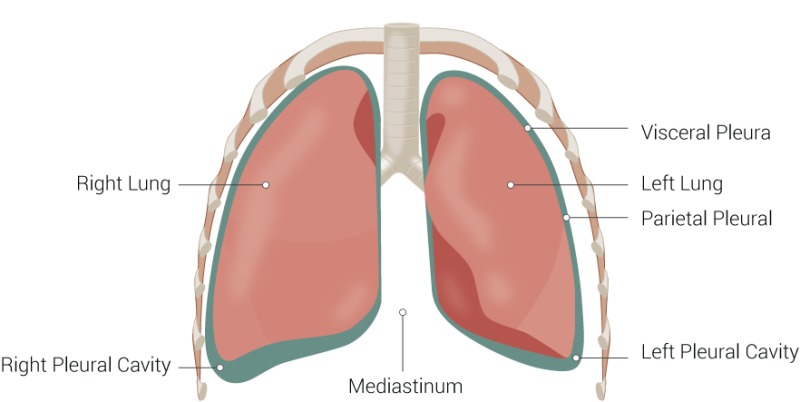 Visceral Pleura
Right Lung
Left Lung
Parietal Pleural
Right Pleural Cavity
Left Pleural Cavity
Mediastinum